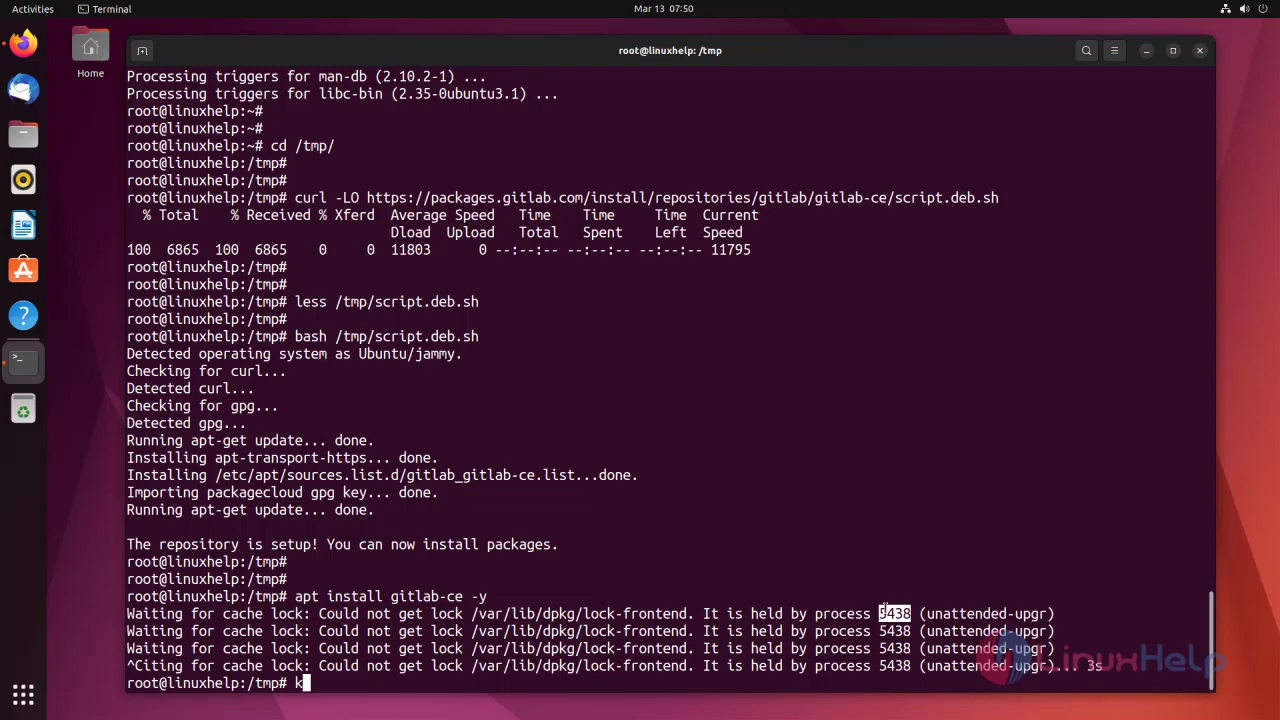 Activities
Terminal
Mar 13 07:50
Home
root@linuxhelp: /tmp
Processing triggers for man-db (2.10.2-1) ...
Processing triggers for libc-bin (2.35-0ubuntu3.1) ...
root@linuxhelp:~#
root@linuxhelp:~#
root@linuxhelp:~# cd /tmp/
root@linuxhelp:/tmp#
root@linuxhelp:/tmp#
root@linuxhelp:/tmp# curl -LO https://packages.gitlab.com/install/repositories/gitlab/gitlab-ce/script.deb.sh
% Total % Received % Xferd Average Speed Time Time Time Current
Dload Upload Total Spent Left Speed
100 6865 100 6865 0 0 11803 0 --:--:-- --:--:-- --:--:-- 11795
root@linuxhelp:/tmp#
root@linuxhelp:/tmp#
root@linuxhelp:/tmp# less /tmp/script.deb.sh
root@linuxhelp:/tmp#
root@linuxhelp:/tmp# bash /tmp/script.deb.sh
Detected operating system as Ubuntu/jammy.
Checking for curl...
Detected curl...
Checking for gpg...
Detected gpg...
Running apt-get update... done.
Installing apt-transport-https... done.
Installing /etc/apt/sources.list.d/gitlab_gitlab-ce.list...done.
Importing packagecloud gpg key... done.
Running apt-get update... done.
The repository is setup! You can now install packages.
root@linuxhelp:/tmp#
root@linuxhelp:/tmp#
root@linuxhelp:/tmp# apt install gitlab-ce -y
Waiting for cache lock: Could not get lock /var/lib/dpkg/lock-frontend. It is held by process 5438 (unattended-upgr)
Waiting for cache lock: Could not get lock /var/lib/dpkg/lock-frontend. It is held by process 5438 (unattended-upgr)
Waiting for cache lock: Could not get lock /var/lib/dpkg/lock-frontend. It is held by process 5438 (unattended-upgr)
^Citing for cache lock: Could not get lock /var/lib/dpkg/lock-frontend. It is held by process 5438 (unattended-upgr)... 3s
root@linuxhelp:/tmp# k
LinuxHelp